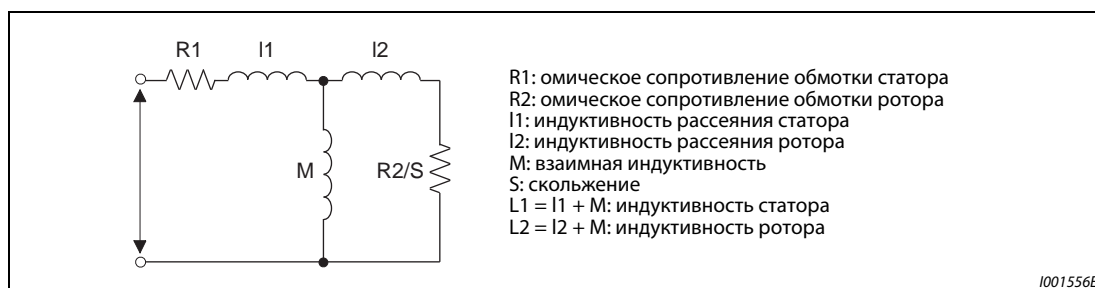 R1 l1 l2
M R2/S
R1: омическое сопротивление обмотки статора
R2: омическое сопротивление обмотки ротора
l1: индуктивность рассеяния статора
l2: индуктивность рассеяния ротора
M: взаимная индуктивность
S: скольжение
L1 = l1 + M: индуктивность статора
L2 = l2 + M: индуктивность ротора
I001556E